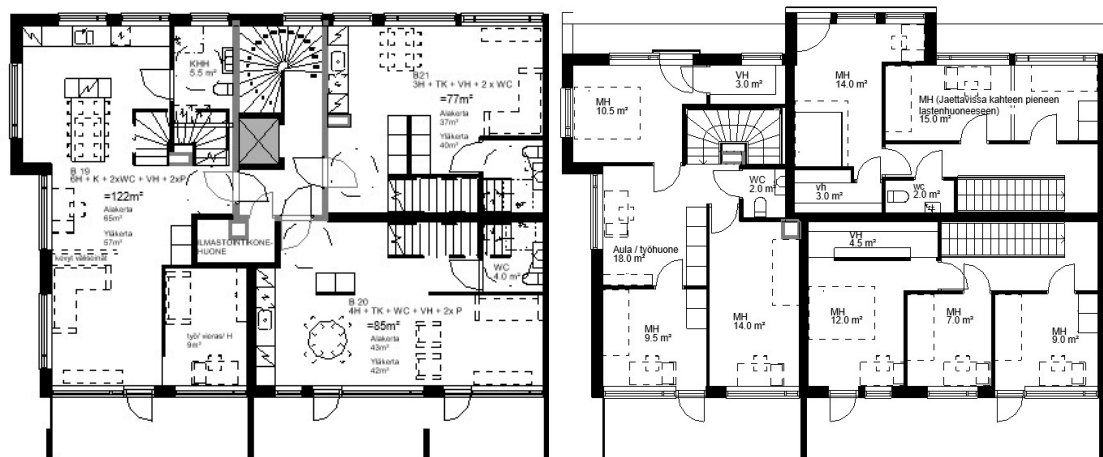 KHH
5.5 m²
B21
3H + TK + VH + 2 x WC
=77m²
Alakerta
37m²
Yläkerta
40m²
B 19
6H + K + 2xWC + VH + 2xP
=122m²
Alakerta
65m²
Yläkerta
57m²
ILMASTOINTIKONE-
HUONE
kevyt väliseinät
WC
4.0 m²
B 20
4H + TK + WC + VH + 2x P
=85m²
Alakerta
43m²
Yläkerta
42m²
työ/ vieras/ H
9m²
MH
10.5 m²
VH
3.0 m²
MH
14.0 m²
MH (Jaettavissa kahteen pieneen
lastenhuoneeseen)
15.0 m²
WC
2.0 m²
vh
3.0 m²
wc
2.0 m²
Aula / työhuone
18.0 m²
VH
4.5 m²
MH
9.5 m²
MH
14.0 m²
MH
12.0 m²
MH
7.0 m²
MH
9.0 m²